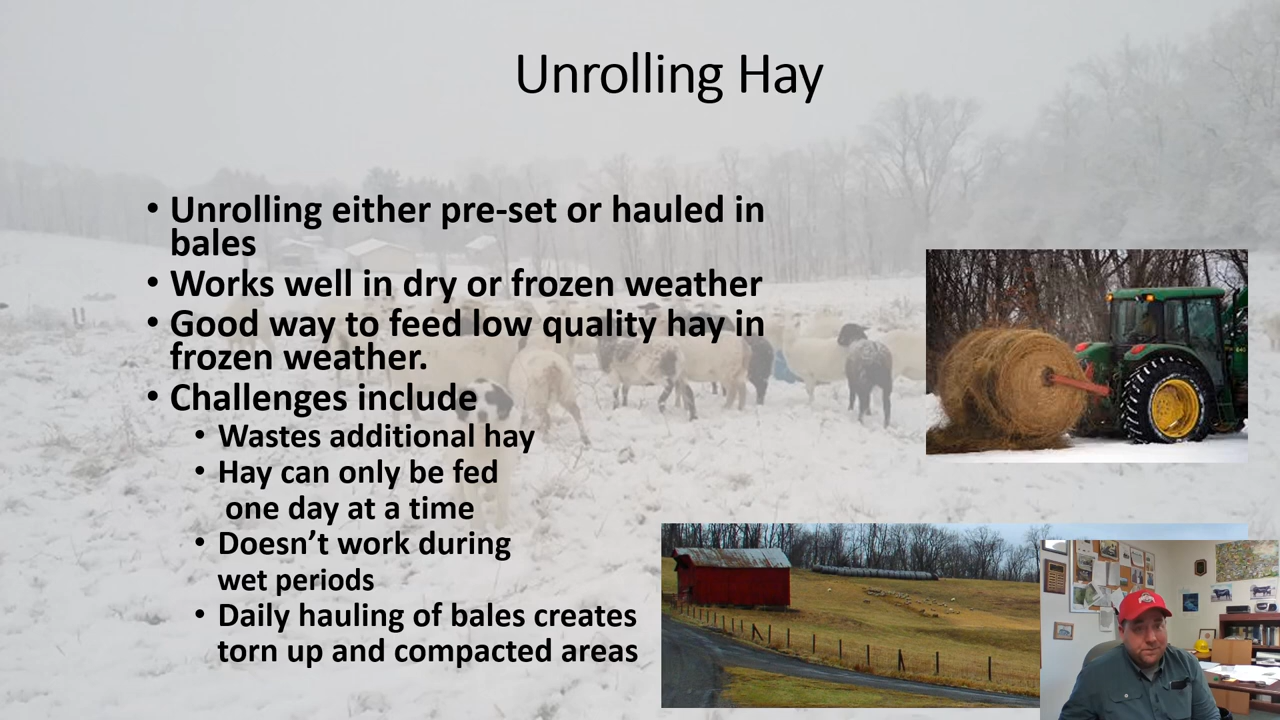 Unrolling Hay
• Unrolling either pre-set or hauled in
bales
• Works well in dry or frozen weather
• Good way to feed low quality hay in
frozen weather.
• Challenges include
• Wastes additional hay
• Hay can only be fed
one day at a time
• Doesn’t work during
wet periods
• Daily hauling of bales creates
torn up and compacted areas